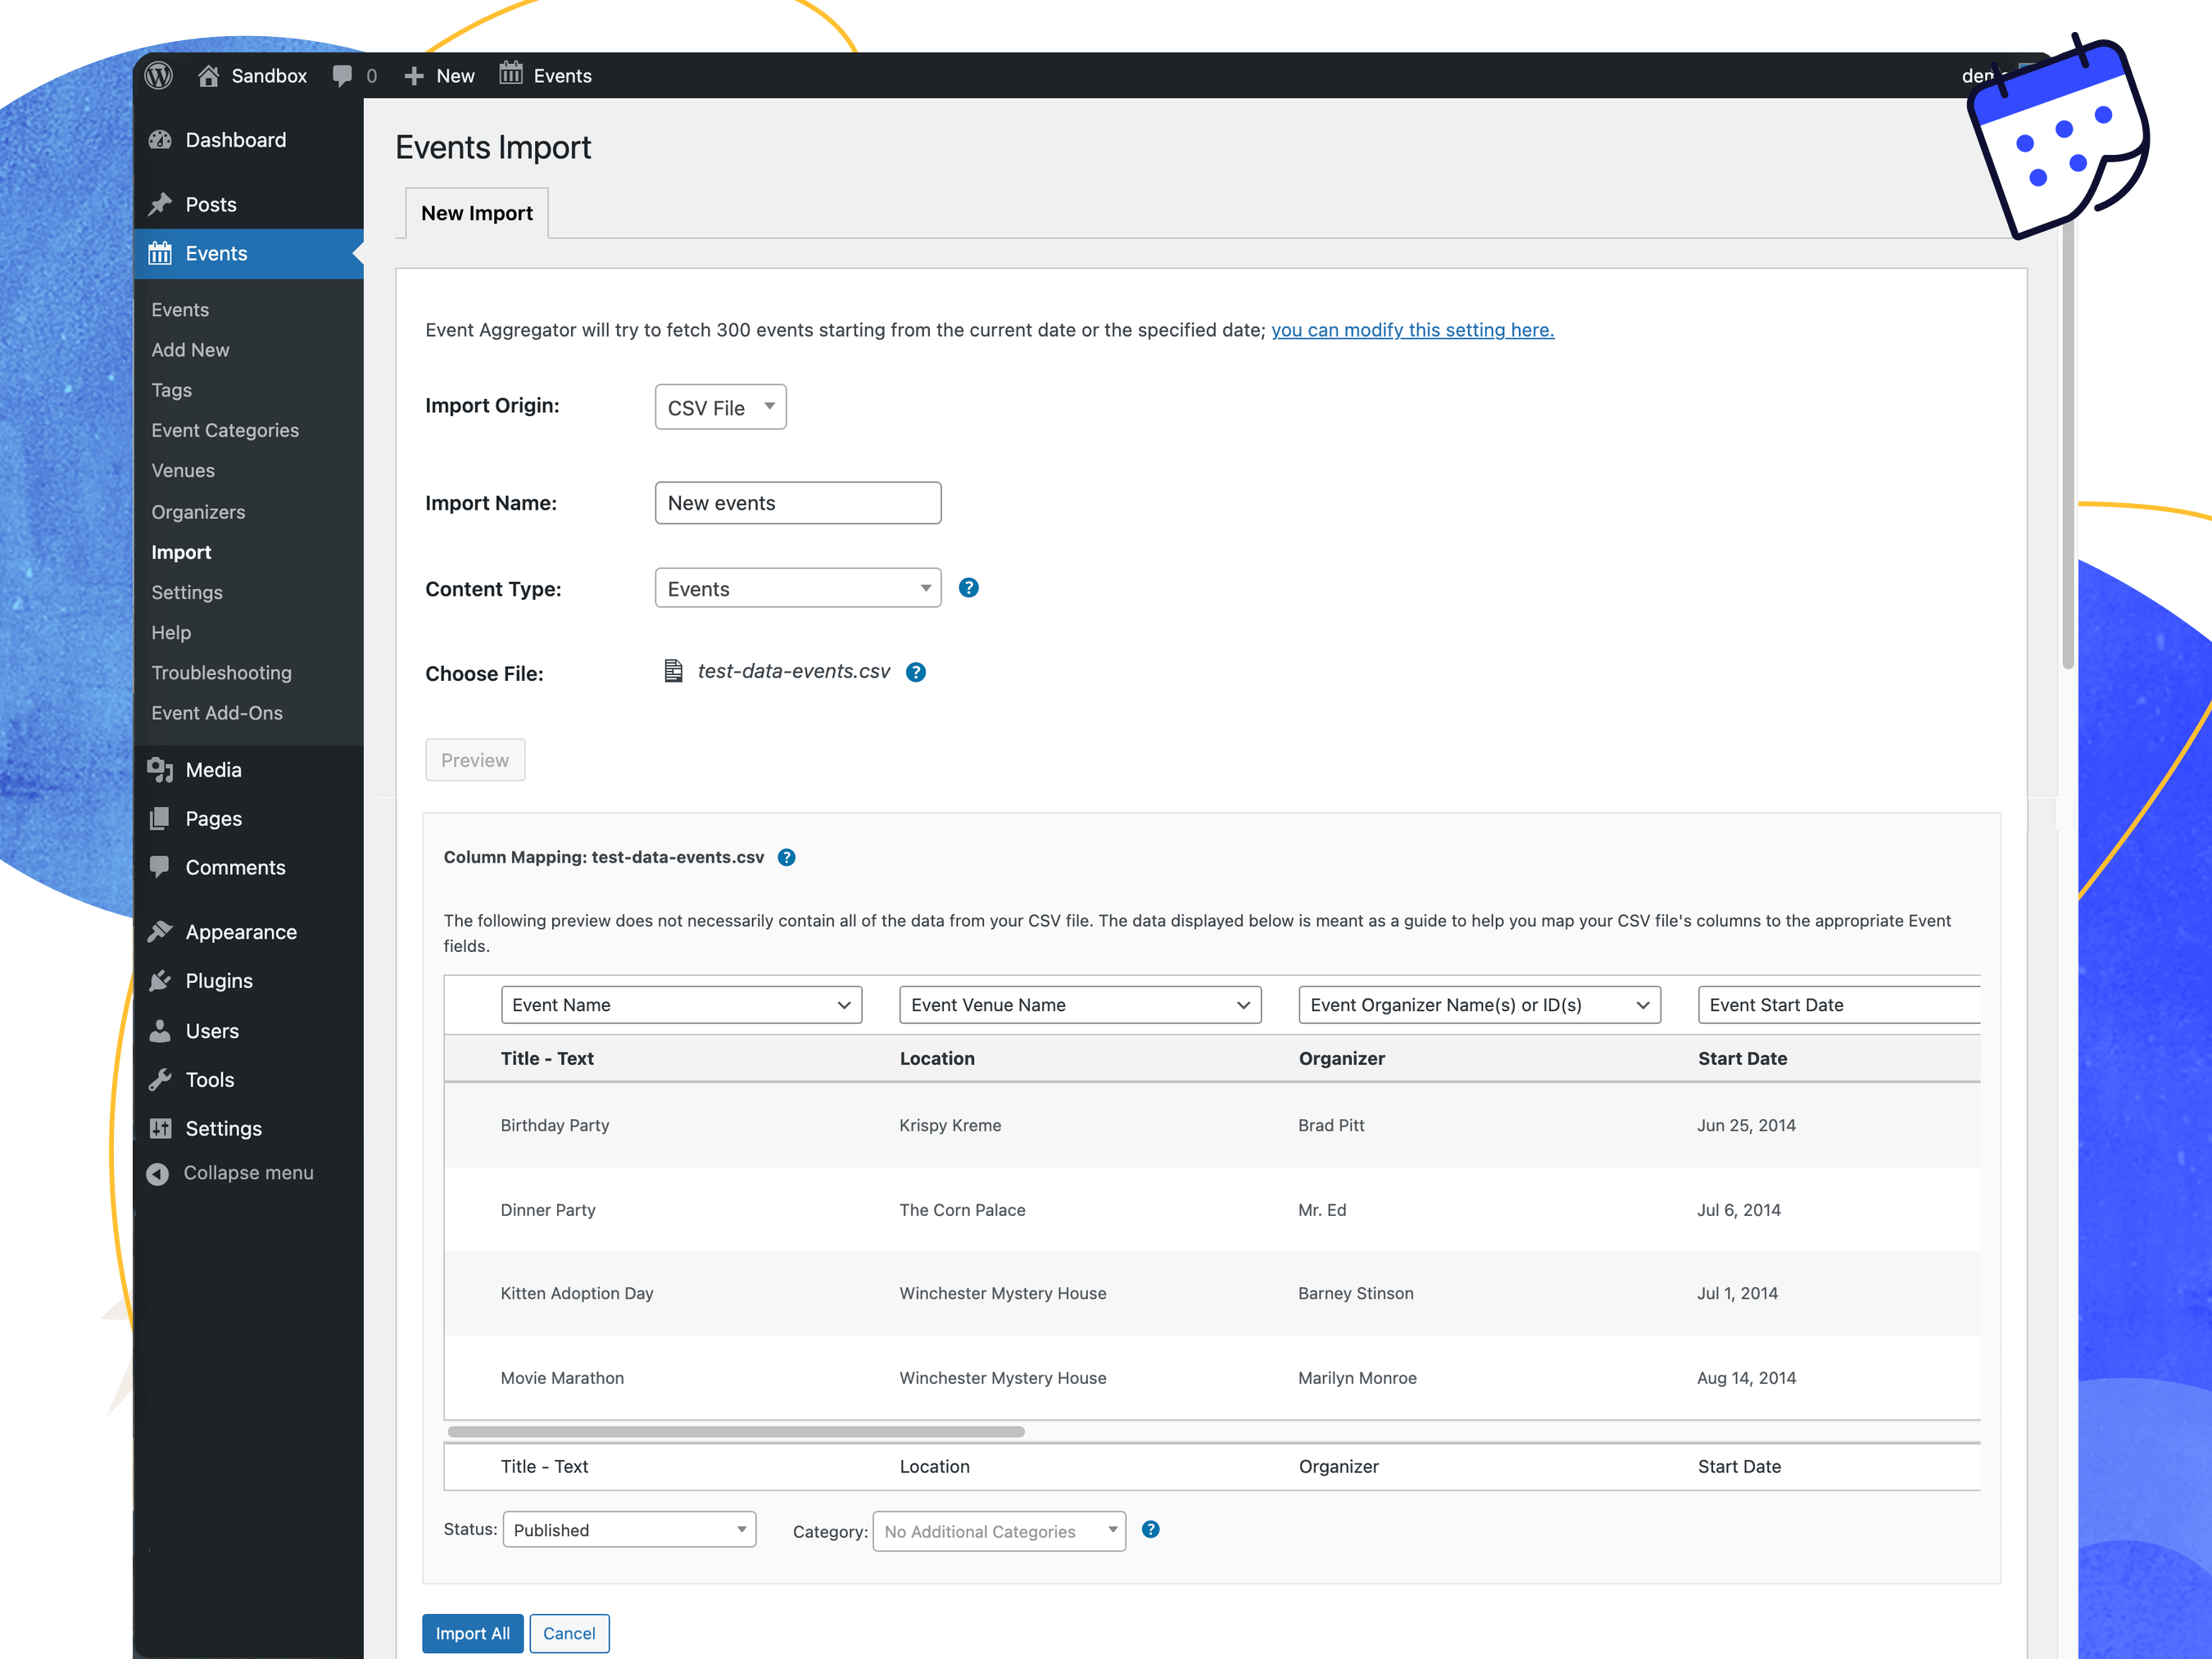 Sandbox 0 New Events
Dashboard
Posts
Events
Events
Add New
Tags
Event Categories
Venues
Organizers
Import
Settings
Help
Troubleshooting
Event Add-Ons
Media
Pages
Comments
Appearance
Plugins
Users
Tools
Settings
Collapse menu
Events Import
New Import
Event Aggregator will try to fetch 300 events starting from the current date or the specified date; you can modify this setting here.
Import Origin: CSV File
Import Name: New events
Content Type: Events ?
Choose File: test-data-events.csv ?
Preview
Column Mapping: test-data-events.csv ?
The following preview does not necessarily contain all of the data from your CSV file. The data displayed below is meant as a guide to help you map your CSV file's columns to the appropriate Event
fields.
Event Name Event Venue Name Event Organizer Name(s) or ID(s) Event Start Date
Title - Text Location Organizer Start Date
Birthday Party Krispy Kreme Brad Pitt Jun 25, 2014
Dinner Party The Corn Palace Mr. Ed Jul 6, 2014
Kitten Adoption Day Winchester Mystery House Barney Stinson Jul 1, 2014
Movie Marathon Winchester Mystery House Marilyn Monroe Aug 14, 2014
Title - Text Location Organizer Start Date
Status: Published Category: No Additional Categories ?
Import All Cancel